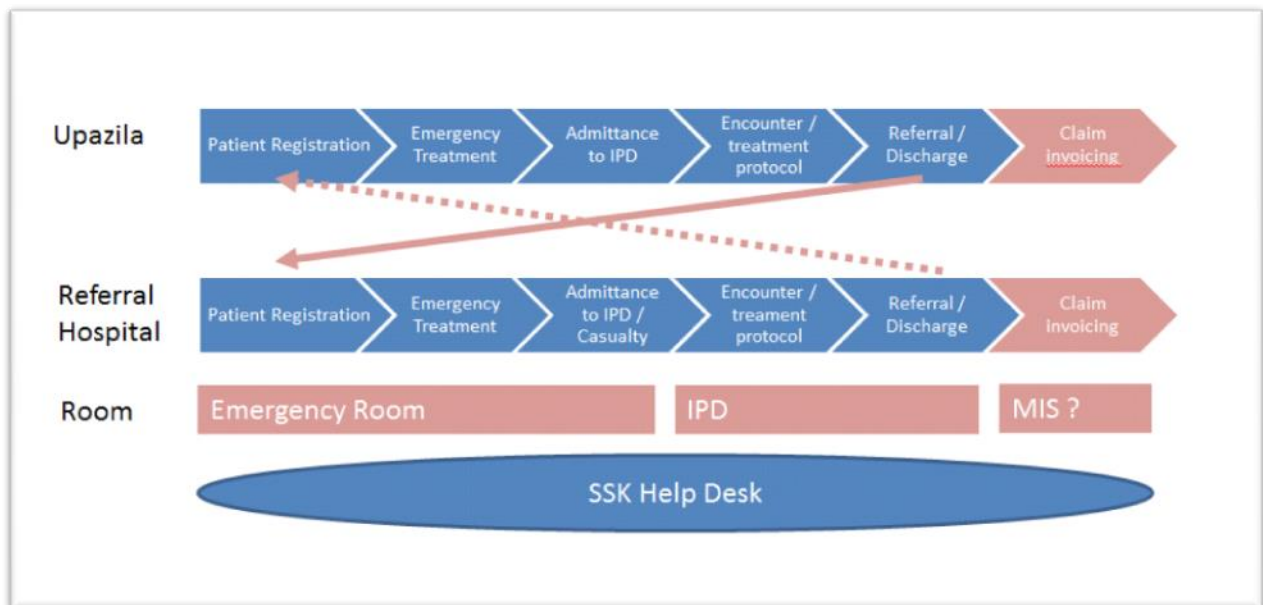 Upazila
Patient Registration
Emergency
Treatment
Admittance
to IPD
Encounter /
treatment
protocol
Referral /
Discharge
Claim
invoicing
Referral
Hospital
Patient Registration
Emergency
Treatment
Admittance
to IPD /
Casualty
Encounter /
treament
protocol
Referral /
Discharge
Claim
invoicing
Room
Emergency Room
IPD
MIS ?
SSK Help Desk